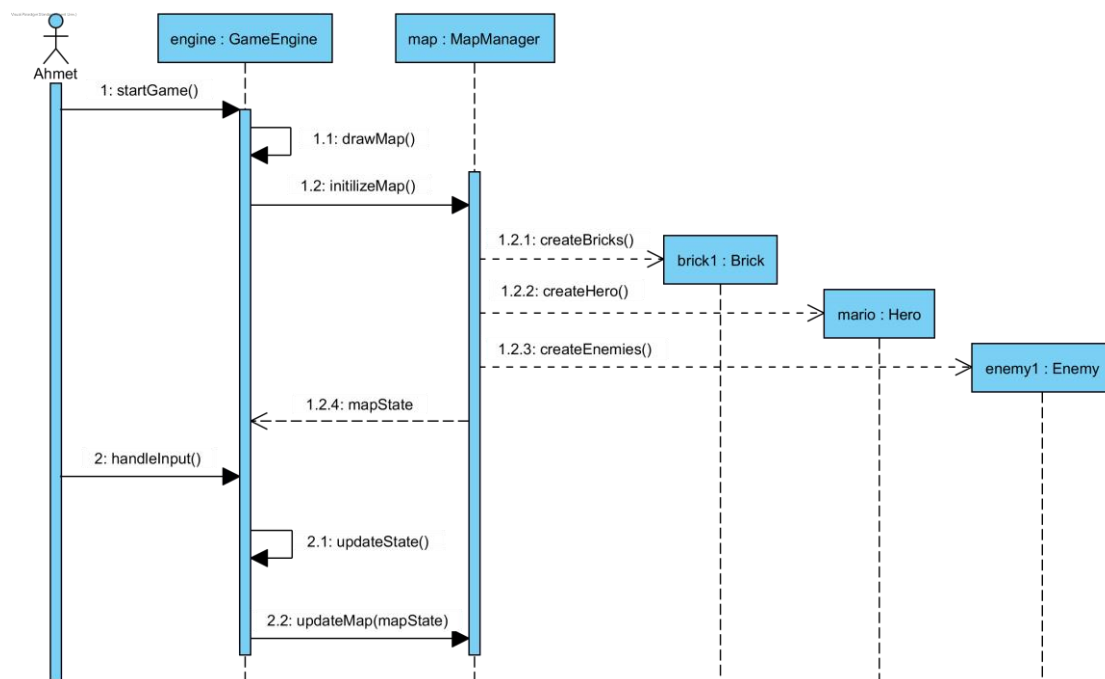 engine : GameEngine
map : MapManager
Ahmet
1: startGame()
1.1: drawMap()
1.2: initilizeMap()
1.2.1: createBricks()
brick1 : Brick
1.2.2: createHero()
mario : Hero
1.2.3: createEnemies()
enemy1 : Enemy
1.2.4: mapState
2: handleInput()
2.1: updateState()
2.2: updateMap(mapState)